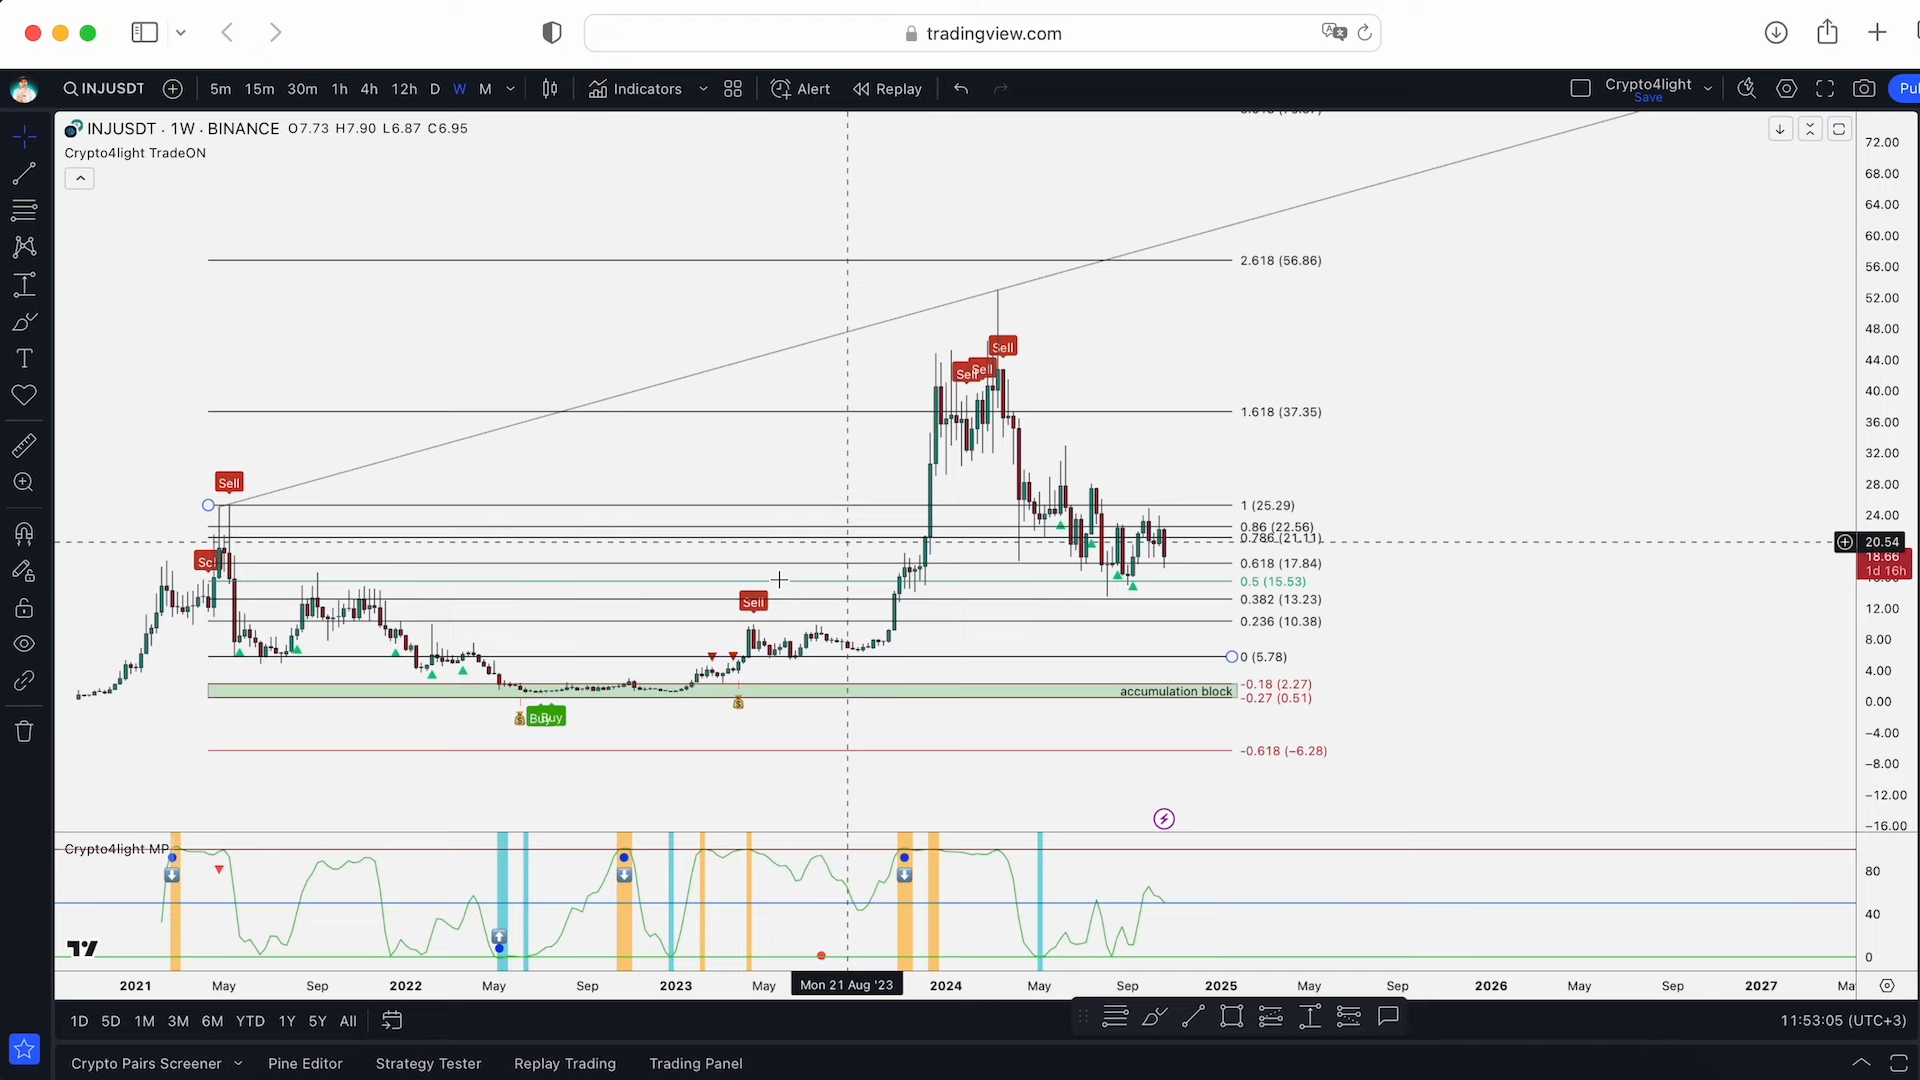 tradingview.com
INJUSDT 5m 15m 30m 1h 4h 12h D W M Indicators Alert Replay Crypto4light
Save
Pu
INJUSDT · 1W · BINANCE O7.73 H7.90 L6.87 C6.95
Crypto4light TradeON
72.00
68.00
64.00
60.00
2.618 (56.86)
56.00
52.00
48.00
Sell
44.00
Sell Sell
40.00
1.618 (37.35)
36.00
32.00
28.00
Sell
1 (25.29)
24.00
0.86 (22.56)
0.786 (21.11)
20.54
18.66
1d 16h
0.618 (17.84)
0.5 (15.53)
Sell
0.382 (13.23)
12.00
0.236 (10.38)
8.00
0 (5.78)
4.00
accumulation block
-0.18 (2.27)
-0.27 (0.51)
0.00
Buy
−4.00
-0.618 (−6.28)
−8.00
−12.00
−16.00
Crypto4light MP
80
40
0
2021 May Sep 2022 May Sep 2023 May Mon 21 Aug '23 2024 May Sep 2025 May Sep 2026 May Sep 2027
1D 5D 1M 3M 6M YTD 1Y 5Y All 11:53:05 (UTC+3)
Crypto Pairs Screener Pine Editor Strategy Tester Replay Trading Trading Panel